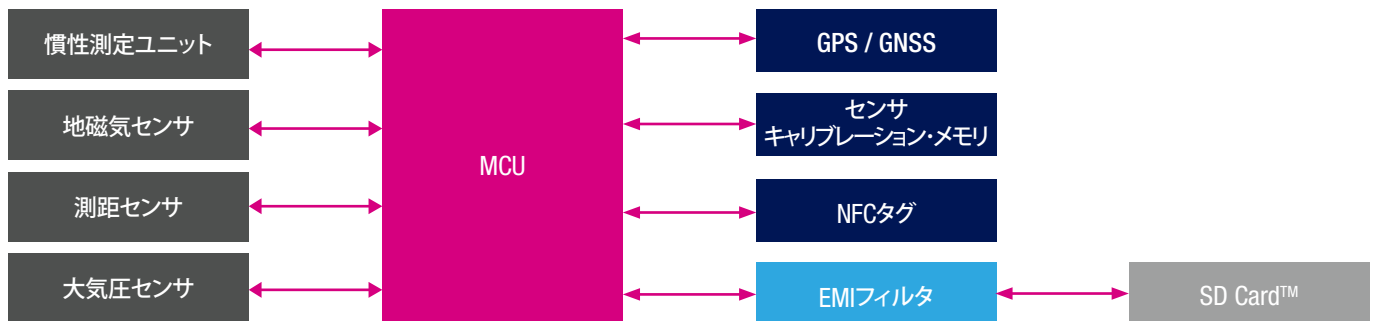 慣性測定ユニット
地磁気センサ
測距センサ
大気圧センサ
MCU
GPS / GNSS
センサ
キャリブレーション・メモリ
NFCタグ
EMIフィルタ
SD Card™